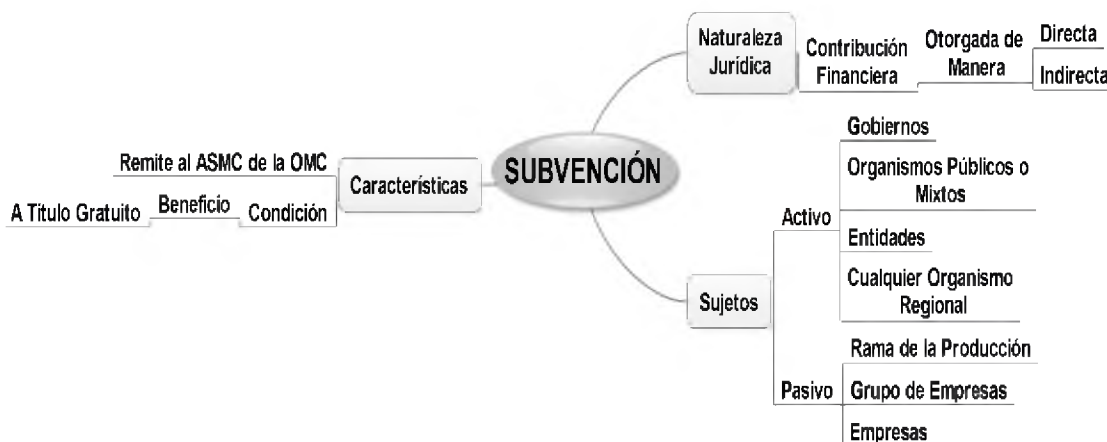 SUBVENCIÓN
Naturaleza
Jurídica
Contribución
Financiera
Otorgada de
Manera
Directa
Indirecta
Características
Remite al ASMC de la OMC
Condición
Beneficio
A Título Gratuito
Sujetos
Activo
Gobiernos
Organismos Públicos o
Mixtos
Entidades
Cualquier Organismo
Regional
Pasivo
Rama de la Producción
Grupo de Empresas
Empresas